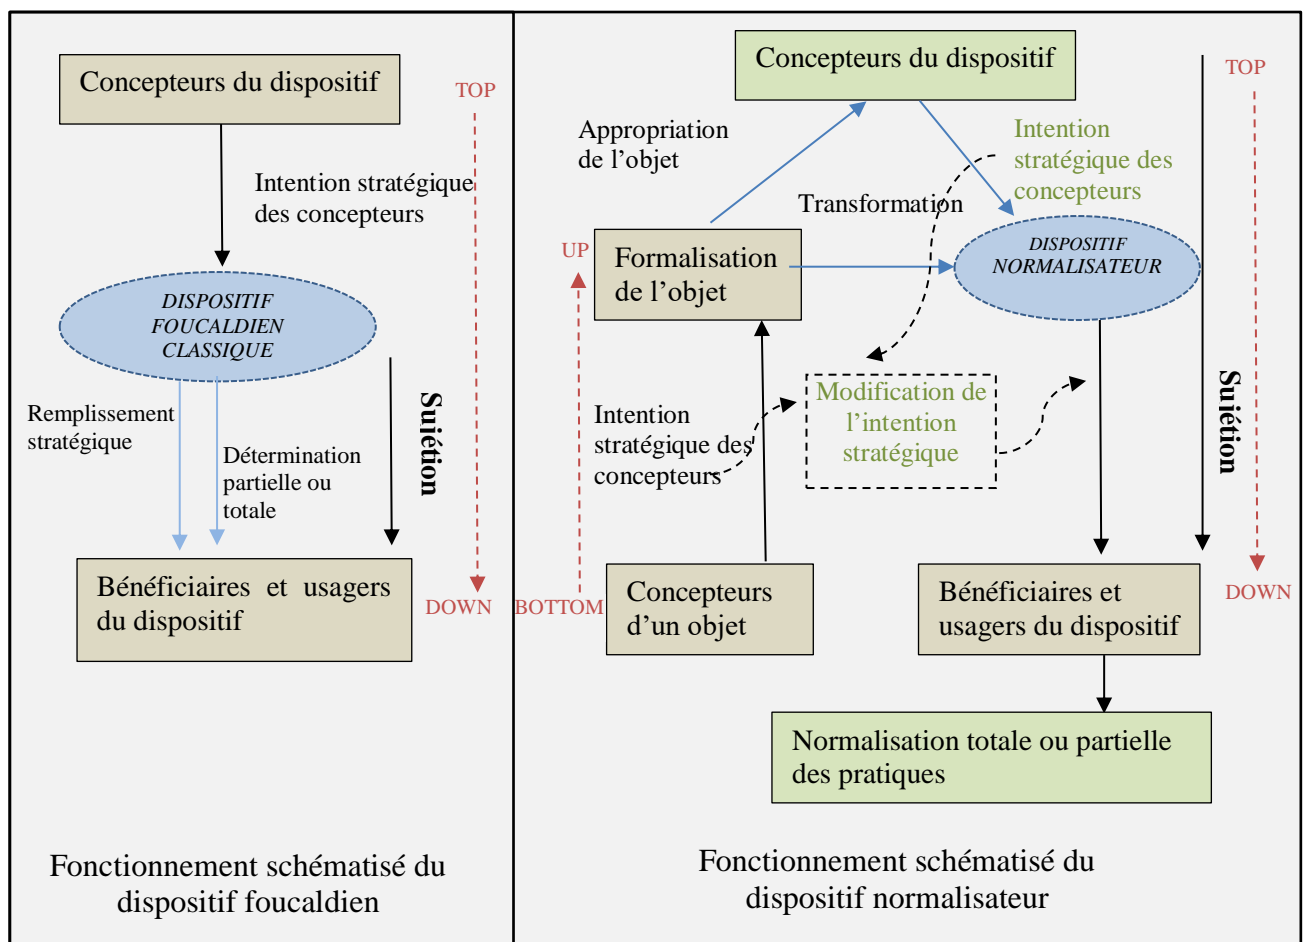 Concepteurs du dispositif
TOP
Intention stratégique
des concepteurs
DISPOSITIF
FOUCALDIEN
CLASSIQUE
Remplissement
stratégique
Détermination
partielle ou
totale
Sujétion
Bénéficiaires et usagers
du dispositif
DOWN
Fonctionnement schématisé du
dispositif foucaldien
Concepteurs du dispositif
TOP
Appropriation
de l’objet
Intention
stratégique des
concepteurs
Transformation
UP
Formalisation
de l’objet
DISPOSITIF
NORMALISATEUR
Modification de
l’intention
stratégique
Intention
stratégique des
concepteurs
Sujétion
BOTTOM
Concepteurs
d’un objet
Bénéficiaires et
usagers du dispositif
DOWN
Normalisation totale ou partielle
des pratiques
Fonctionnement schématisé du
dispositif normalisateur